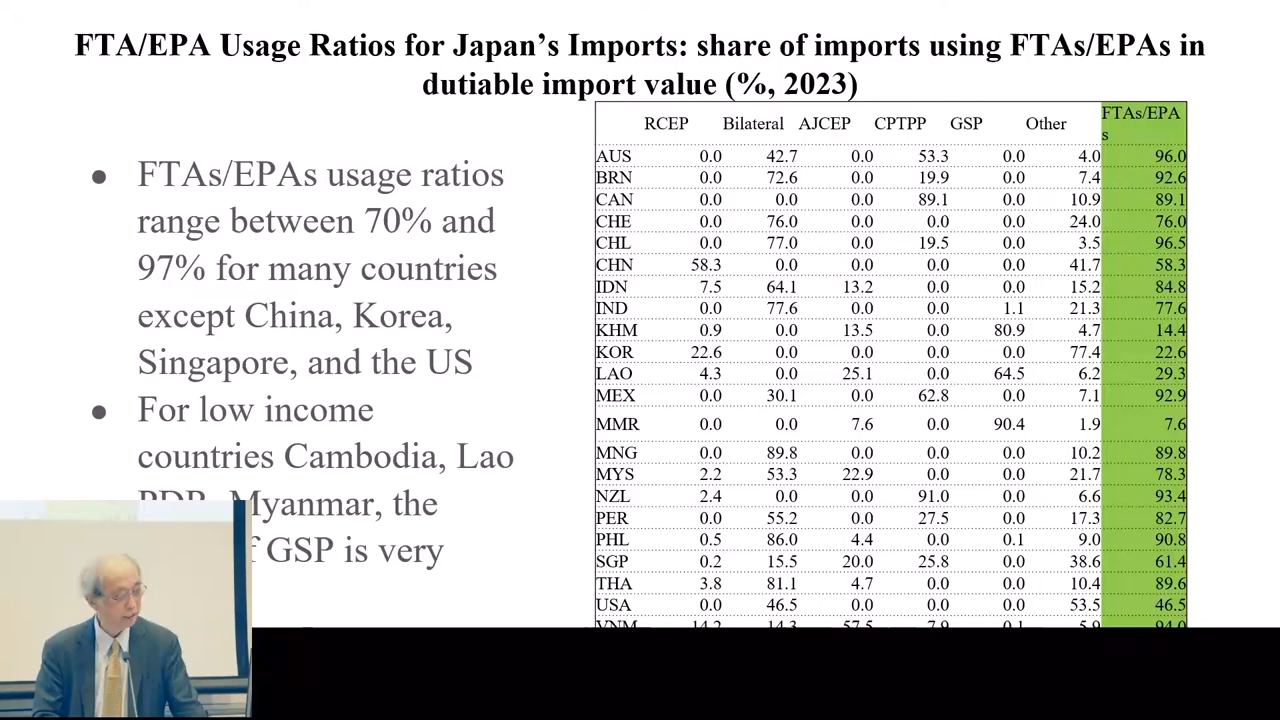 FTA/EPA Usage Ratios for Japan’s Imports: share of imports using FTAs/EPAs in
dutiable import value (%, 2023)
● FTAs/EPAs usage ratios
range between 70% and
97% for many countries
except China, Korea,
Singapore, and the US
● For low income
countries Cambodia, Lao
PDR, Myanmar, the
GSP is very
RCEP Bilateral AJCEP CPTPP GSP Other FTAs/EPA
s
AUS 0.0 42.7 0.0 53.3 0.0 4.0 96.0
BRN 0.0 72.6 0.0 19.9 0.0 7.4 92.6
CAN 0.0 0.0 0.0 89.1 0.0 10.9 89.1
CHE 0.0 76.0 0.0 0.0 0.0 24.0 76.0
CHL 0.0 77.0 0.0 19.5 0.0 3.5 96.5
CHN 58.3 0.0 0.0 0.0 0.0 41.7 58.3
IDN 7.5 64.1 13.2 0.0 0.0 15.2 84.8
IND 0.0 77.6 0.0 0.0 1.1 21.3 77.6
KHM 0.9 0.0 13.5 0.0 80.9 4.7 14.4
KOR 22.6 0.0 0.0 0.0 0.0 77.4 22.6
LAO 4.3 0.0 25.1 0.0 64.5 6.2 29.3
MEX 0.0 30.1 0.0 62.8 0.0 7.1 92.9
MMR 0.0 0.0 7.6 0.0 90.4 1.9 7.6
MNG 0.0 89.8 0.0 0.0 0.0 10.2 89.8
MYS 2.2 53.3 22.9 0.0 0.0 21.7 78.3
NZL 2.4 0.0 0.0 91.0 0.0 6.6 93.4
PER 0.0 55.2 0.0 27.5 0.0 17.3 82.7
PHL 0.5 86.0 4.4 0.0 0.1 9.0 90.8
SGP 0.2 15.5 20.0 25.8 0.0 38.6 61.4
THA 3.8 81.1 4.7 0.0 0.0 10.4 89.6
USA 0.0 46.5 0.0 0.0 0.0 53.5 46.5
VNM 14.2 14.3 57.5 7.9 0.1 5.9 94.0